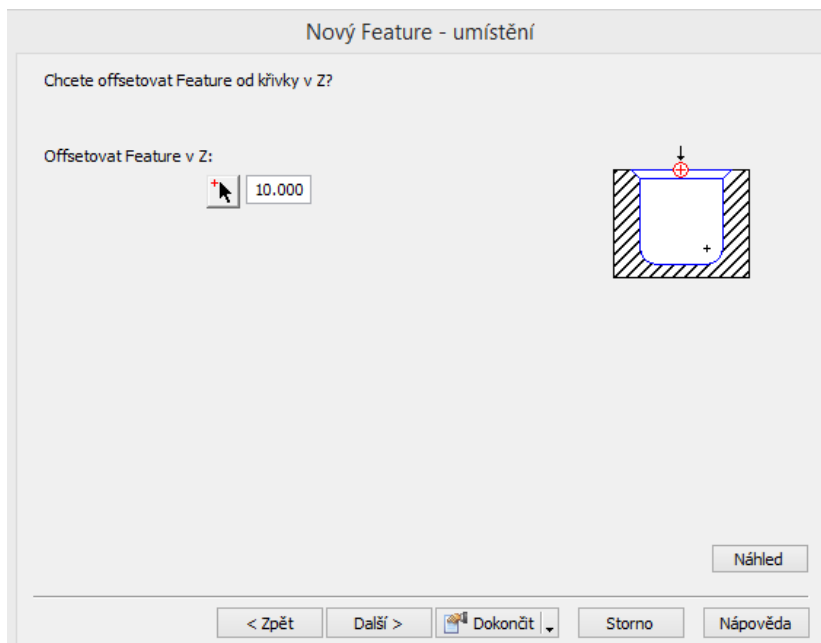 Nový Feature - umístění
Chcete offsetovat Feature od křivky v Z?
Offsetovat Feature v Z:
10.000
Náhled
< Zpět
Další >
Dokončit
Storno
Nápověda